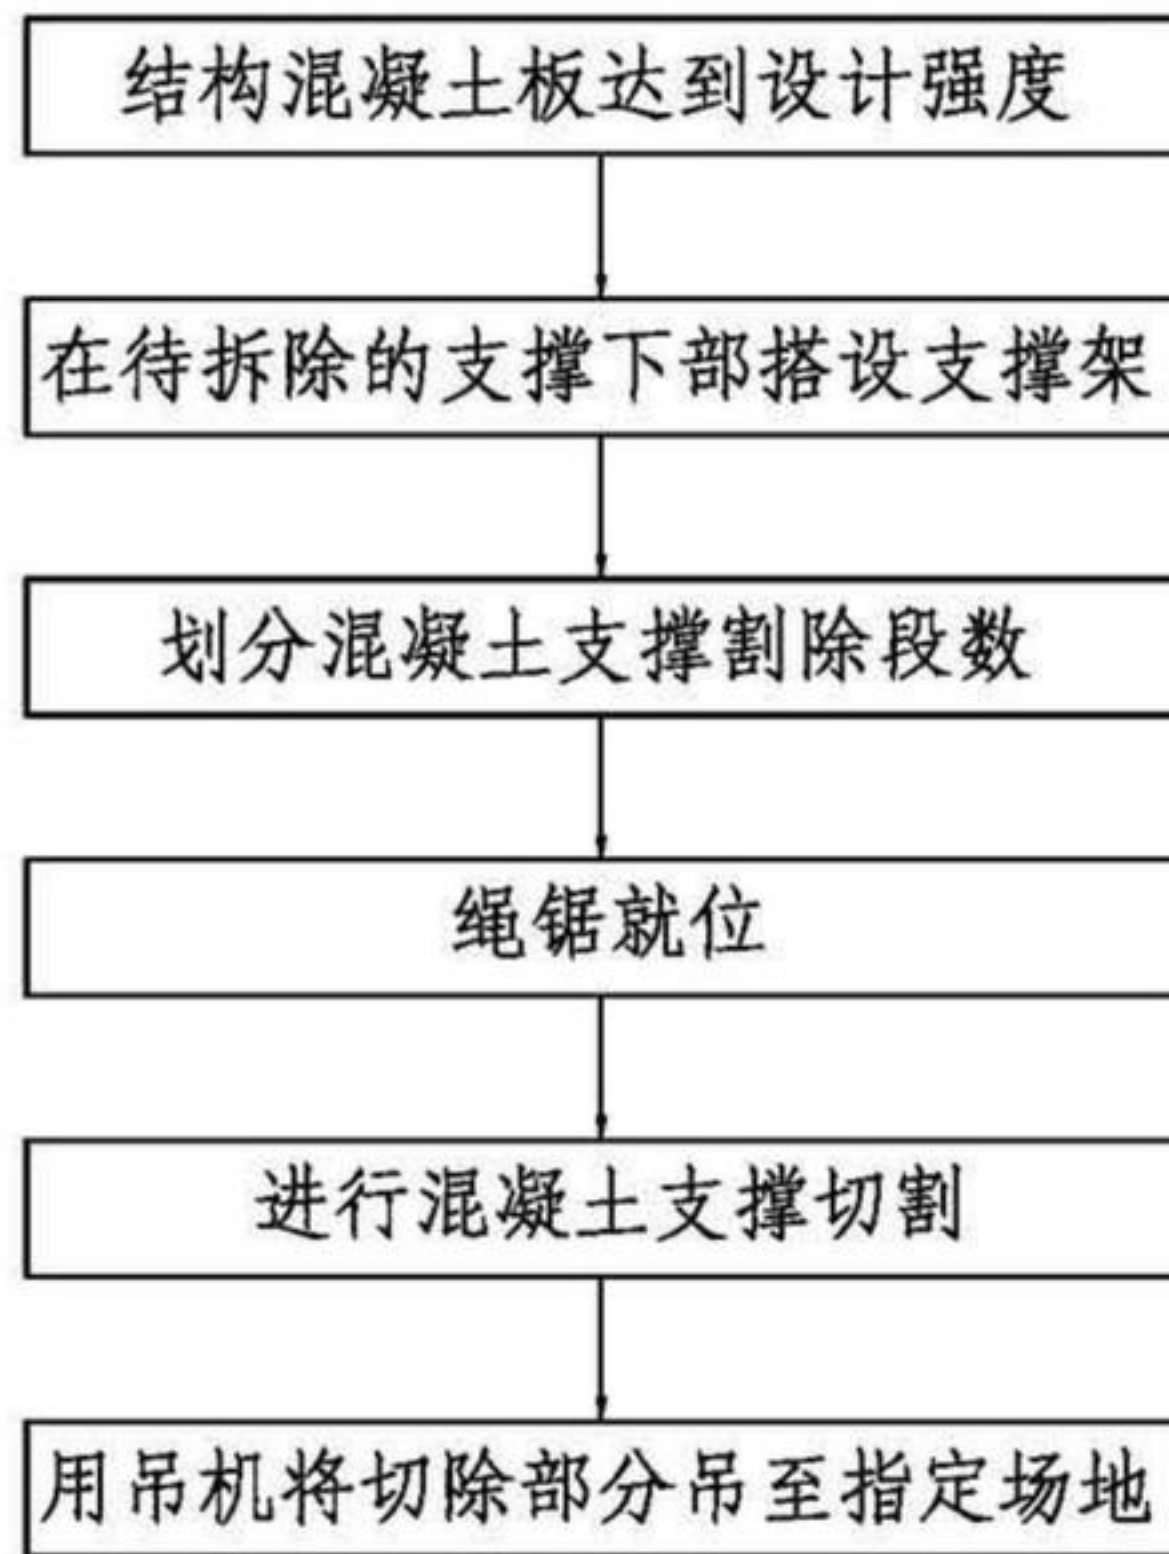 结构混凝土板达到设计强度
在待拆除的支撑下部搭设支撑架
划分混凝土支撑割除段数
绳锯就位
进行混凝土支撑切割
用吊机将切除部分吊至指定场地